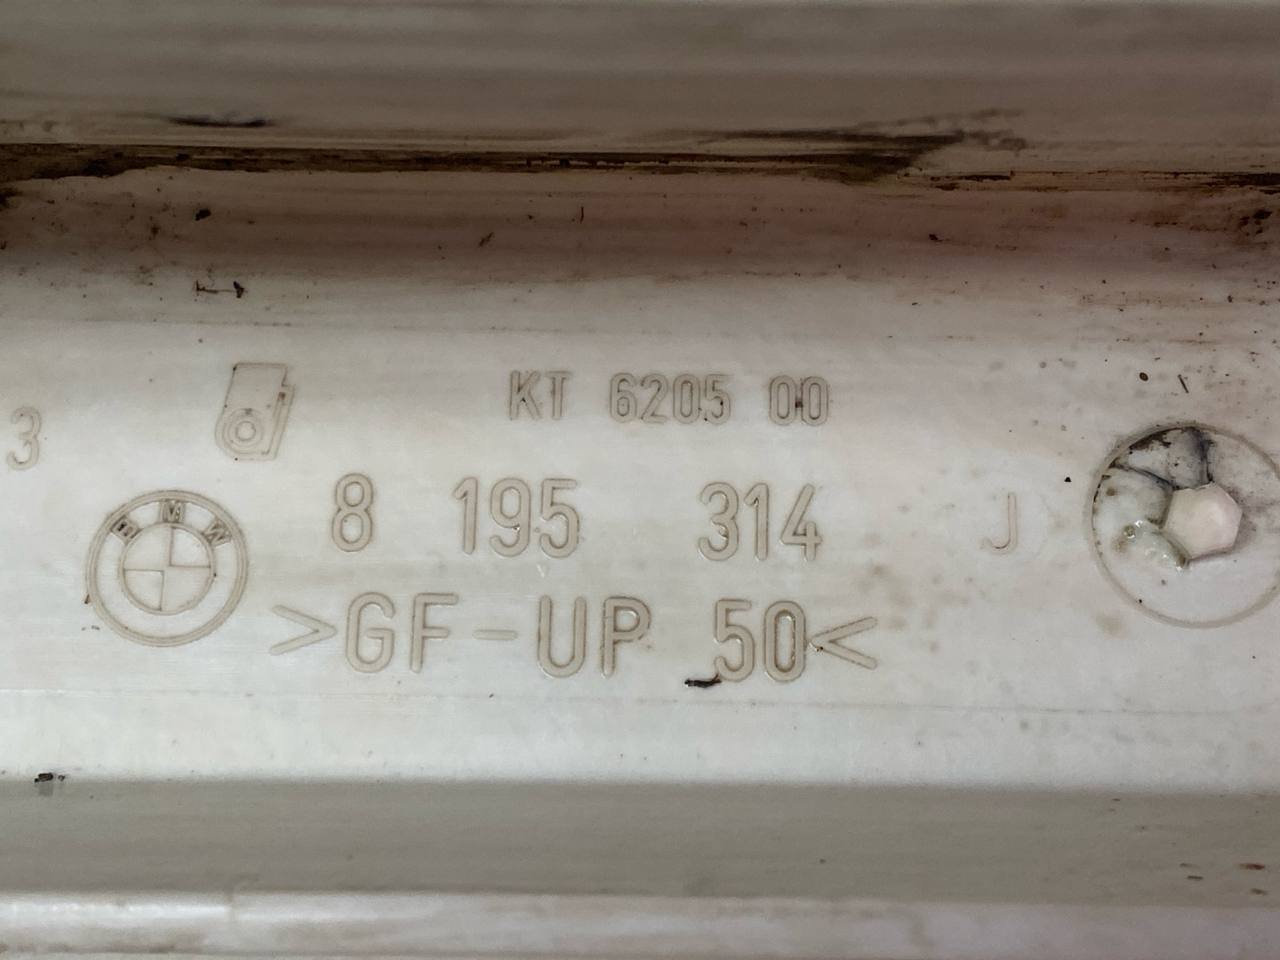 KT 6205 00
3
8 195 314 J
BMW
>GF-UP 50<